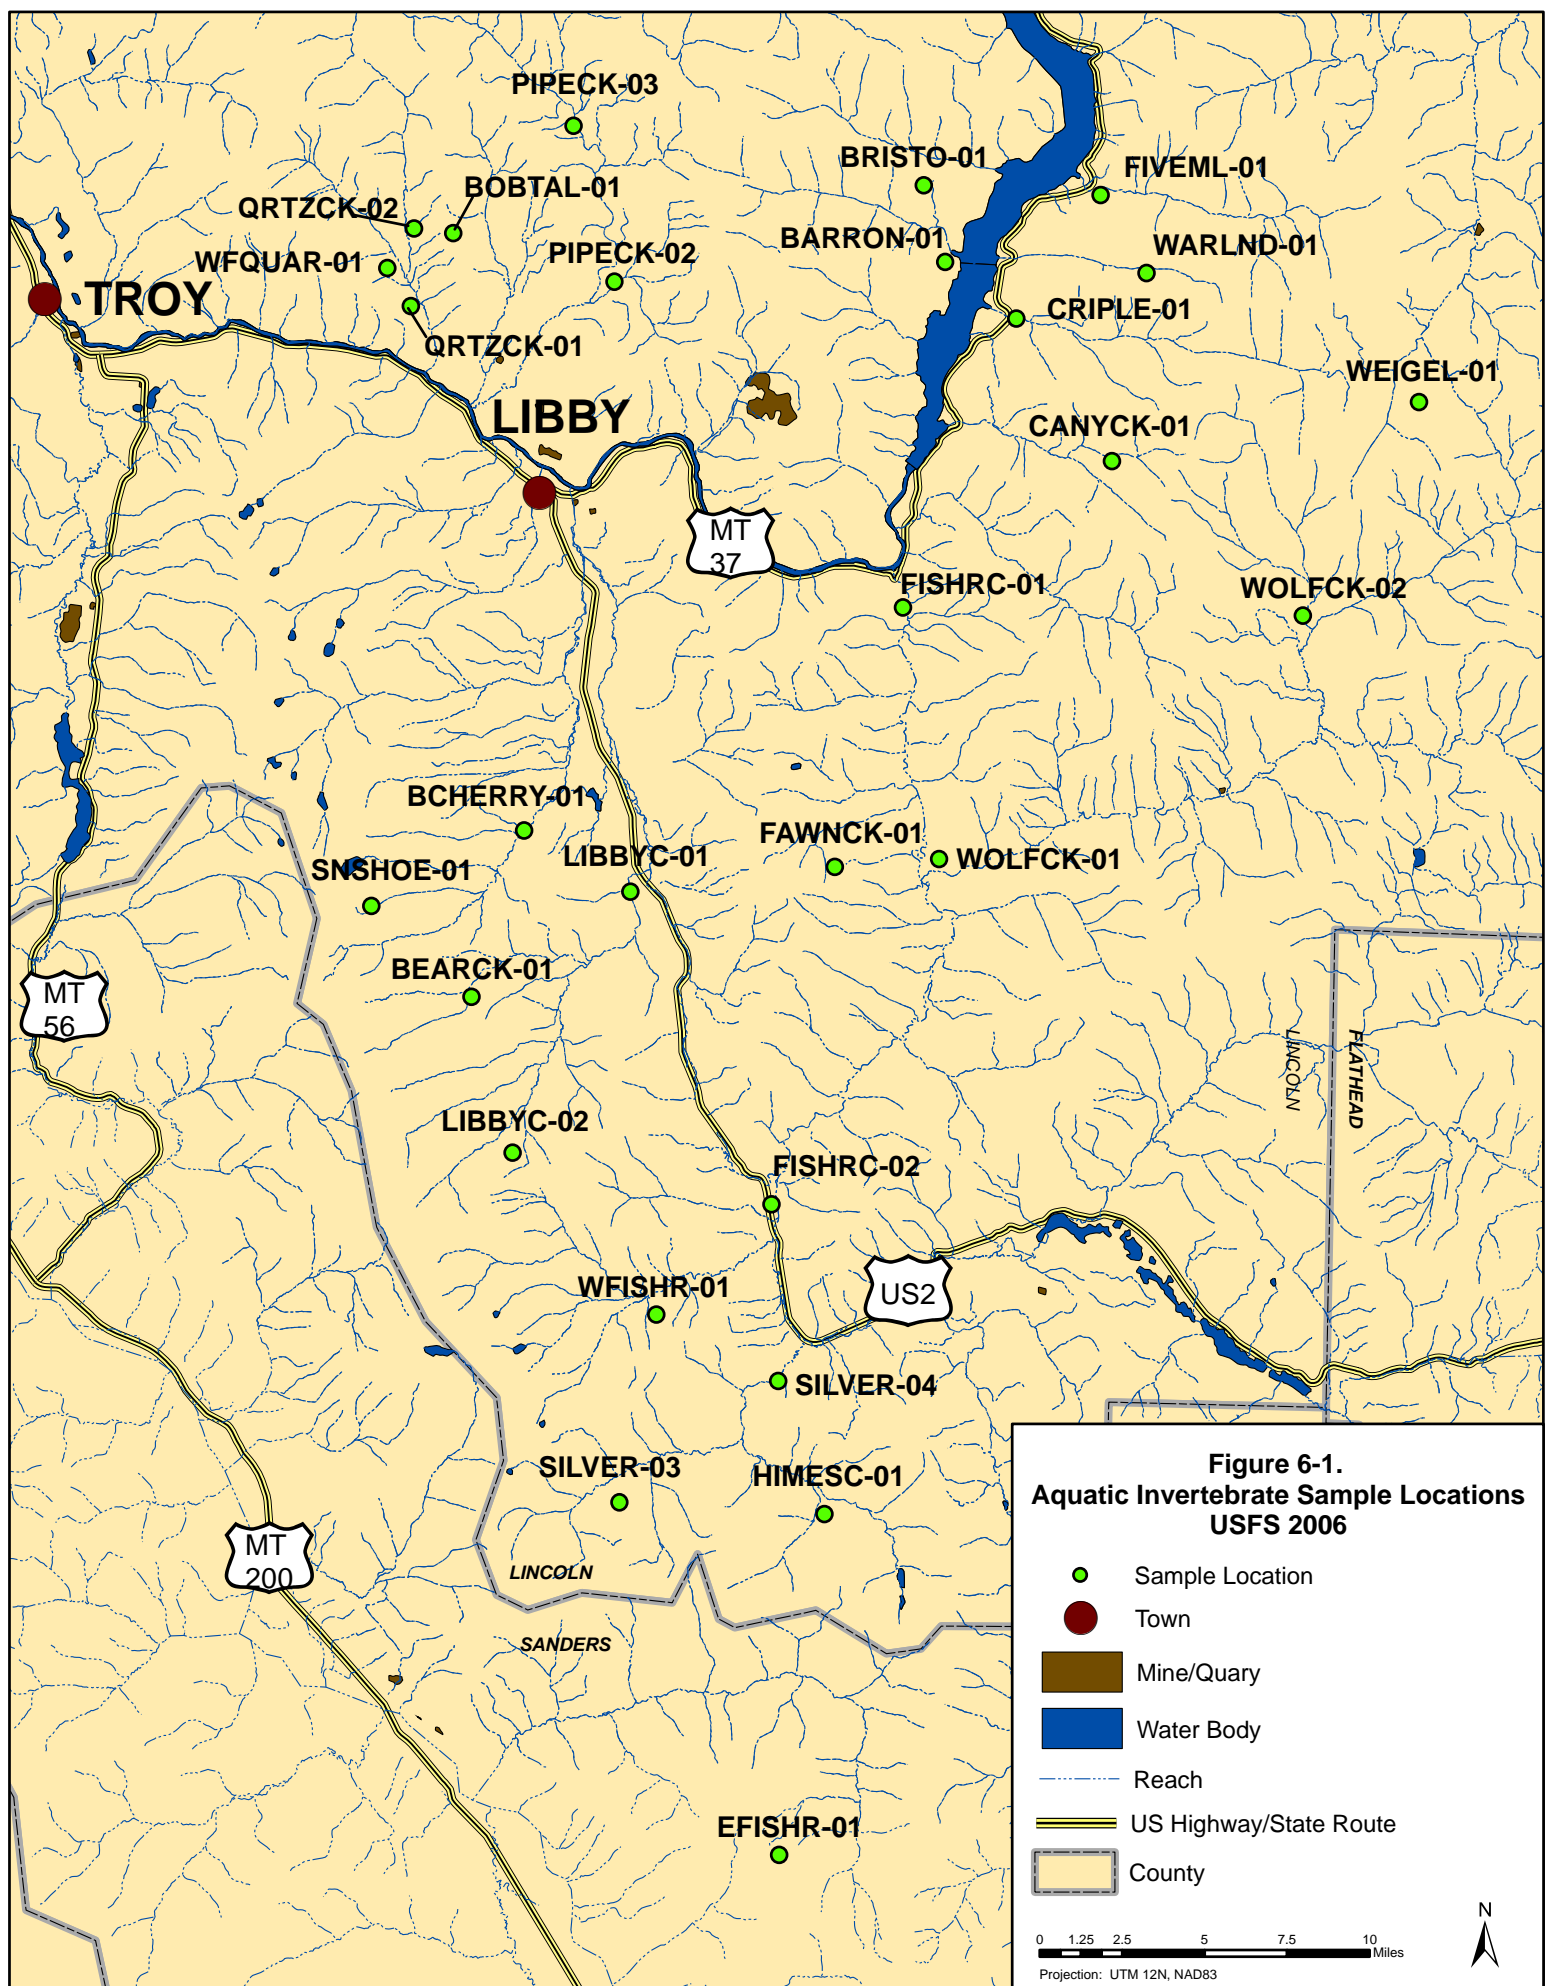 PIPECK-03
BRISTO-01
FIVEML-01
BOBTAL-01
QRTZCK-02
BARRON-01
WARLND-01
PIPECK-02
WFQUAR-01
TROY
CRIPLE-01
QRTZCK-01
WEIGEL-01
LIBBY
CANYCK-01
MT
37
FISHRC-01
WOLFCK-02
BCHERRY-01
FAWNCK-01
WOLFCK-01
LIBBYC-01
SNSHOE-01
BEARCK-01
MT
56
LINCOLN
FLATHEAD
LIBBYC-02
FISHRC-02
WFISHR-01
US2
SILVER-04
SILVER-03
HIMESC-01
MT
200
LINCOLN
SANDERS
EFISHR-01
Figure 6-1.
Aquatic Invertebrate Sample Locations
USFS 2006
Sample Location
Town
Mine/Quary
Water Body
Reach
US Highway/State Route
County
N
0 1.25 2.5 5 7.5 10
Miles
Projection: UTM 12N, NAD83